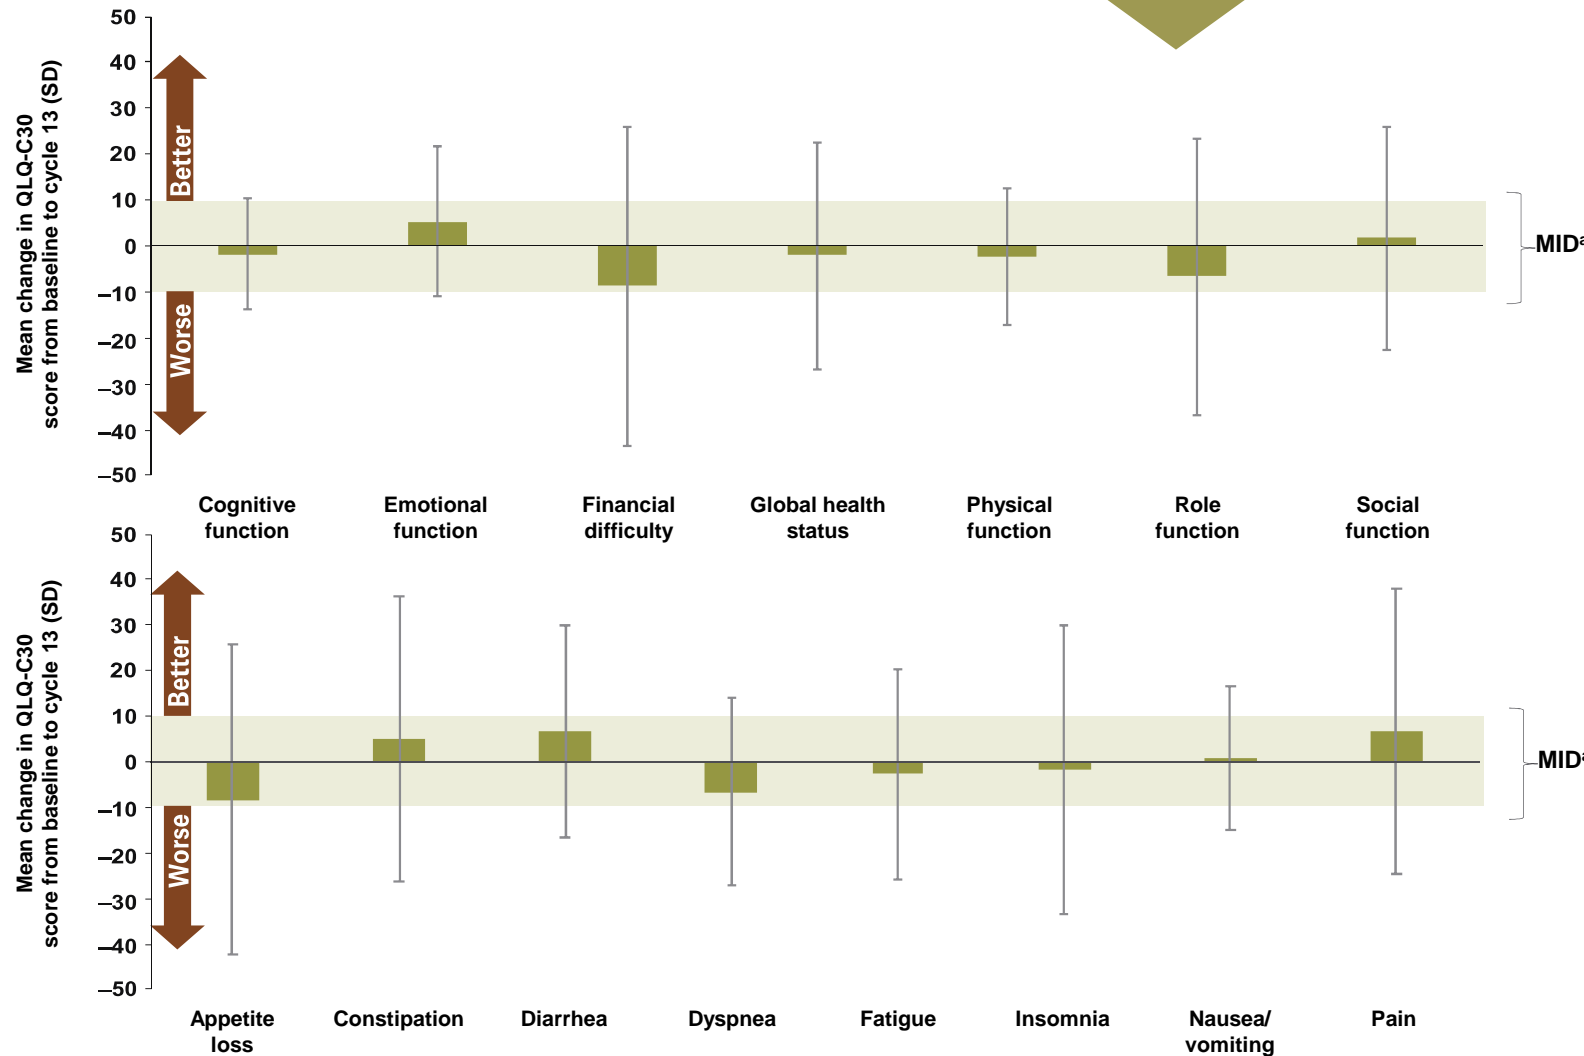 Mean change in QLQ-C30
score from baseline to cycle 13 (SD)
50
40
30
20
10
0
–10
–20
–30
–40
–50
Better
Worse
MIDª
Cognitive
function
Emotional
function
Financial
difficulty
Global health
status
Physical
function
Role
function
Social
function
Mean change in QLQ-C30
score from baseline to cycle 13 (SD)
50
40
30
20
10
0
–10
–20
–30
–40
–50
Better
Worse
MIDª
Appetite
loss
Constipation
Diarrhea
Dyspnea
Fatigue
Insomnia
Nausea/
vomiting
Pain